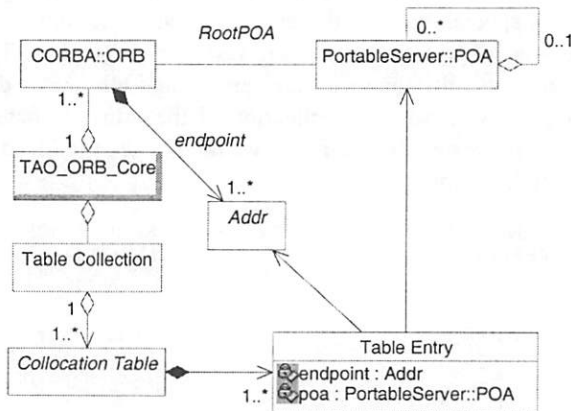 RootPOA
0..*
0..1
CORBA::ORB
PortableServer::POA
1..*
endpoint
1
TAO_ORB_Core
1..*
Addr
Table Collection
1
1..*
Collocation Table
Table Entry
endpoint : Addr
poa : PortableServer::POA
1..*